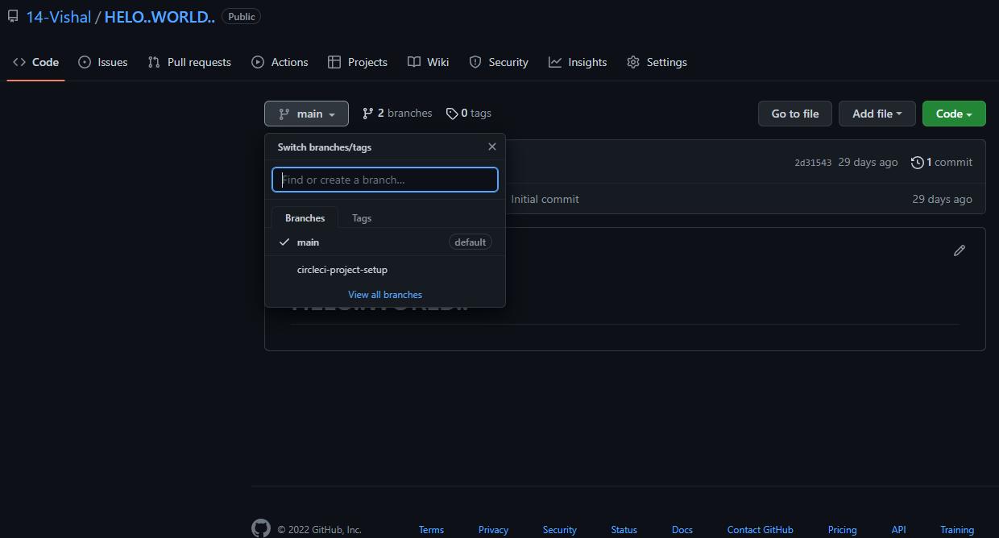 14-Vishal / HELO..WORLD.. Public
Code Issues Pull requests Actions Projects Wiki Security Insights Settings
main 2 branches 0 tags Go to file Add file Code
Switch branches/tags
2d31543 29 days ago 1 commit
Find or create a branch...
Initial commit 29 days ago
Branches Tags
main default
circleci-project-setup
View all branches
© 2022 GitHub, Inc. Terms Privacy Security Status Docs Contact GitHub Pricing API Training